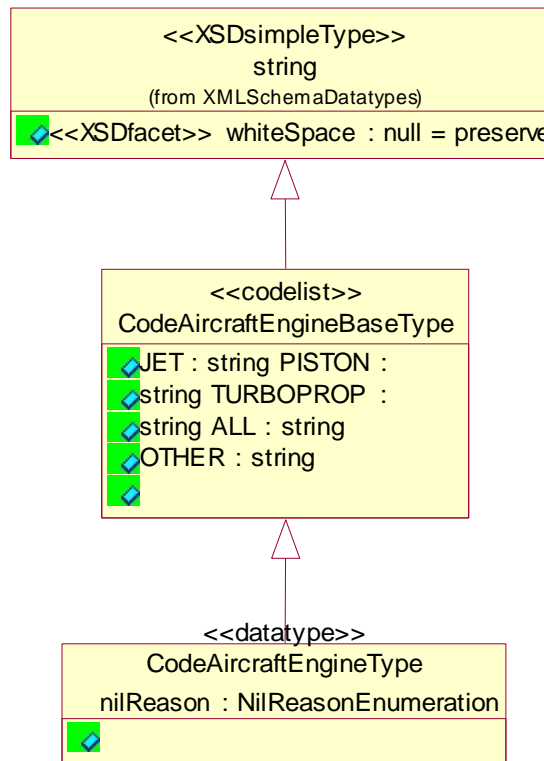 <<XSDsimpleType>>
string
(from XMLSchemaDatatypes)
<<XSDfacet>> whiteSpace : null = preserve
<<codelist>>
CodeAircraftEngineBaseType
JET : string PISTON :
string TURBOPROP :
string ALL : string
OTHER : string
<<datatype>>
CodeAircraftEngineType
nilReason : NilReasonEnumeration